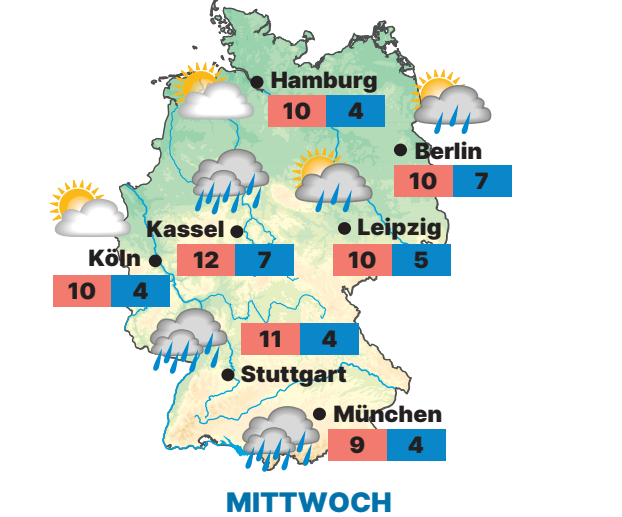 Hamburg
10 4
Berlin
10 7
Kassel
12 7
Leipzig
10 5
Köln
10 4
11 4
Stuttgart
München
9 4
MITTWOCH